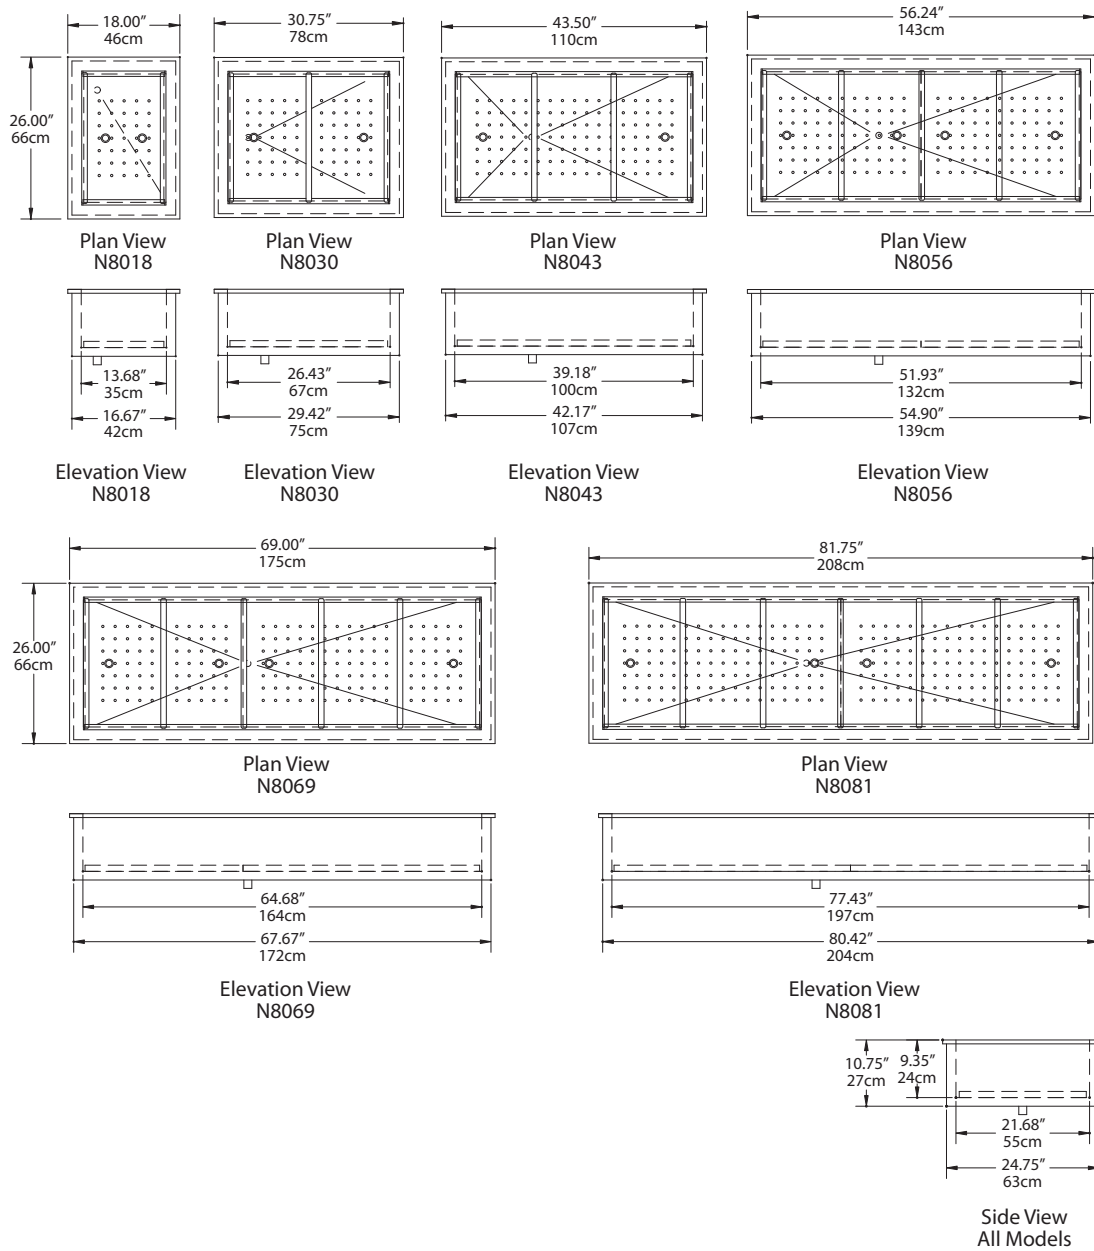 18.00″
46cm
30.75″
78cm
43.50″
110cm
56.24″
143cm
26.00″
66cm
Plan View
N8018
Plan View
N8030
Plan View
N8043
Plan View
N8056
13.68″
35cm
16.67″
42cm
26.43″
67cm
29.42″
75cm
39.18″
100cm
42.17″
107cm
51.93″
132cm
54.90″
139cm
Elevation View
N8018
Elevation View
N8030
Elevation View
N8043
Elevation View
N8056
69.00″
175cm
81.75″
208cm
26.00″
66cm
Plan View
N8069
Plan View
N8081
64.68″
164cm
67.67″
172cm
77.43″
197cm
80.42″
204cm
Elevation View
N8069
Elevation View
N8081
10.75″
27cm
9.35″
24cm
21.68″
55cm
24.75″
63cm
Side View
All Models